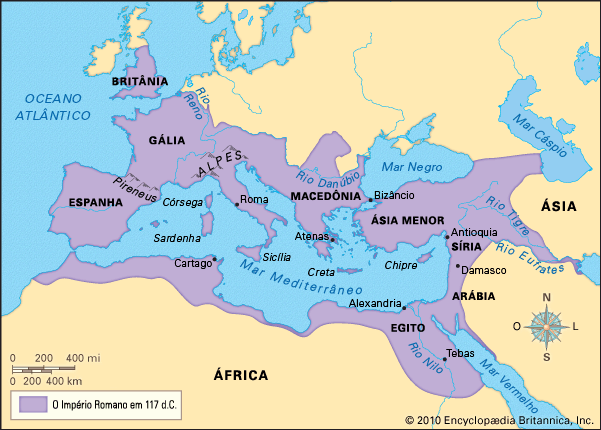 BRITÂNIA
OCEANO
ATLÂNTICO
Rio
Reno
GÁLIA
ALPES
Mar Cáspio
Mar Negro
Rio Danúbio
Pireneus
ESPANHA
Córsega
Roma
MACEDÔNIA
Bizâncio
ÁSIA MENOR
ÁSIA
Rio Tigre
Sardenha
Atenas
Antioquia
SÍRIA
Rio Eufrates
Cartago
Sicília
Creta
Chipre
Damasco
Mar Mediterrâneo
ARÁBIA
Alexandria
EGITO
Rio Nilo
Tebas
Mar Vermelho
N
O
L
S
ÁFRICA
0 200 400 mi
0 200 400 km
O Império Romano em 117 d.C.
© 2010 Encyclopædia Britannica, Inc.